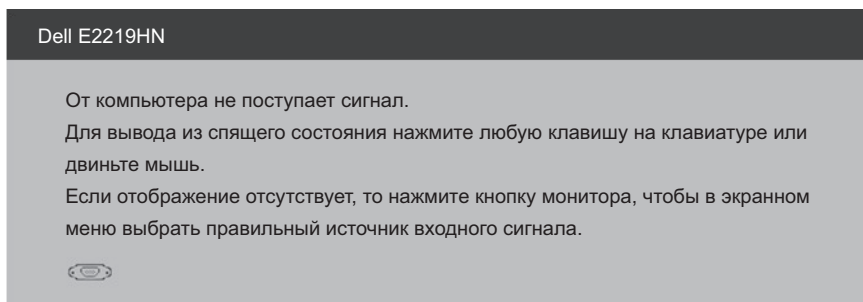 Dell E2219HN
От компьютера не поступает сигнал.
Для вывода из спящего состояния нажмите любую клавишу на клавиатуре или
двиньте мышь.
Если отображение отсутствует, то нажмите кнопку монитора, чтобы в экранном
меню выбрать правильный источник входного сигнала.